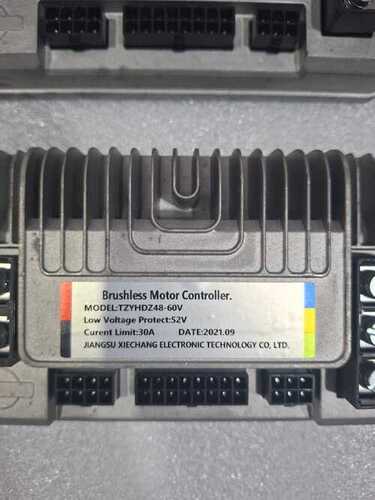 Brushless Motor Controller.
MODEL:TZYHDZ48-60V
Low Voltage Protect:52V
Curent Limit:30A DATE:2021.09
JIANGSU XIECHANG ELECTRONIC TECHNOLOGY CO, LTD.